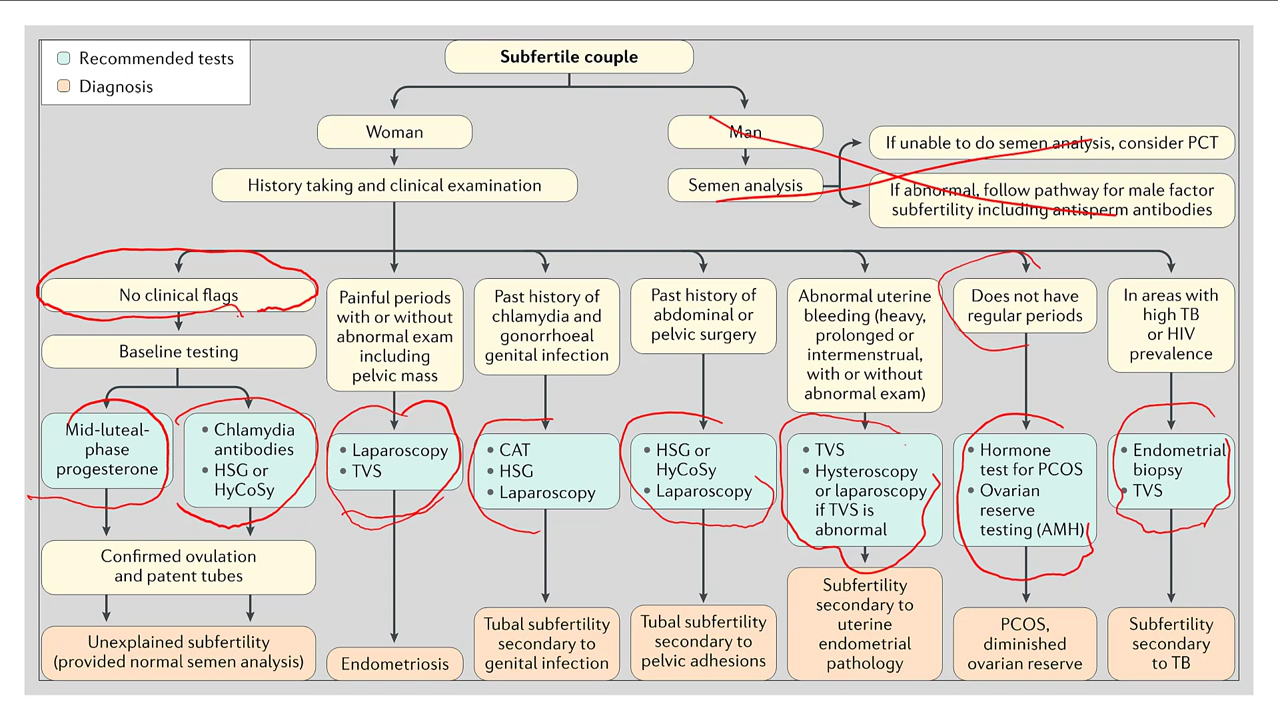 Recommended tests
Diagnosis
Subfertile couple
Woman
Man
History taking and clinical examination
Semen analysis
If unable to do semen analysis, consider PCT
If abnormal, follow pathway for male factor
subfertility including antisperm antibodies
No clinical flags
Baseline testing
Mid-luteal-
phase
progesterone
• Chlamydia
antibodies
• HSG or
HyCoSy
Confirmed ovulation
and patent tubes
Unexplained subfertility
(provided normal semen analysis)
Painful periods
with or without
abnormal exam
including
pelvic mass
• Laparoscopy
• TVS
Endometriosis
Past history of
chlamydia and
gonorrhoeal
genital infection
• CAT
• HSG
• Laparoscopy
Tubal subfertility
secondary to
genital infection
Past history of
abdominal or
pelvic surgery
• HSG or
HyCoSy
• Laparoscopy
Tubal subfertility
secondary to
pelvic adhesions
Abnormal uterine
bleeding (heavy,
prolonged or
intermenstrual,
with or without
abnormal exam)
• TVS
• Hysteroscopy
or laparoscopy
if TVS is
abnormal
Subfertility
secondary to
uterine
endometrial
pathology
Does not have
regular periods
• Hormone
test for PCOS
• Ovarian
reserve
testing (AMH)
PCOS,
diminished
ovarian reserve
In areas with
high TB
or HIV
prevalence
• Endometrial
biopsy
• TVS
Subfertility
secondary
to TB